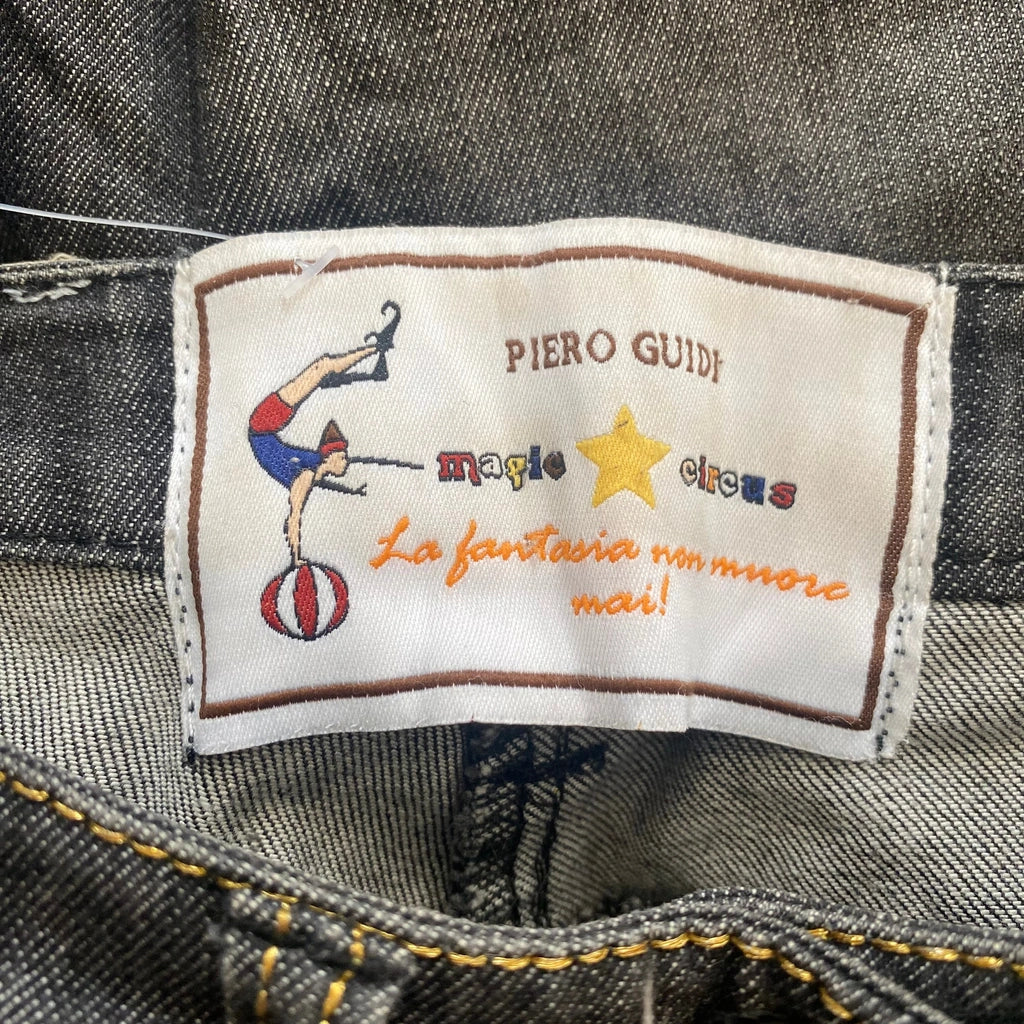 PIERO GUIDI
magic circus
La fantasia non muore
mai!